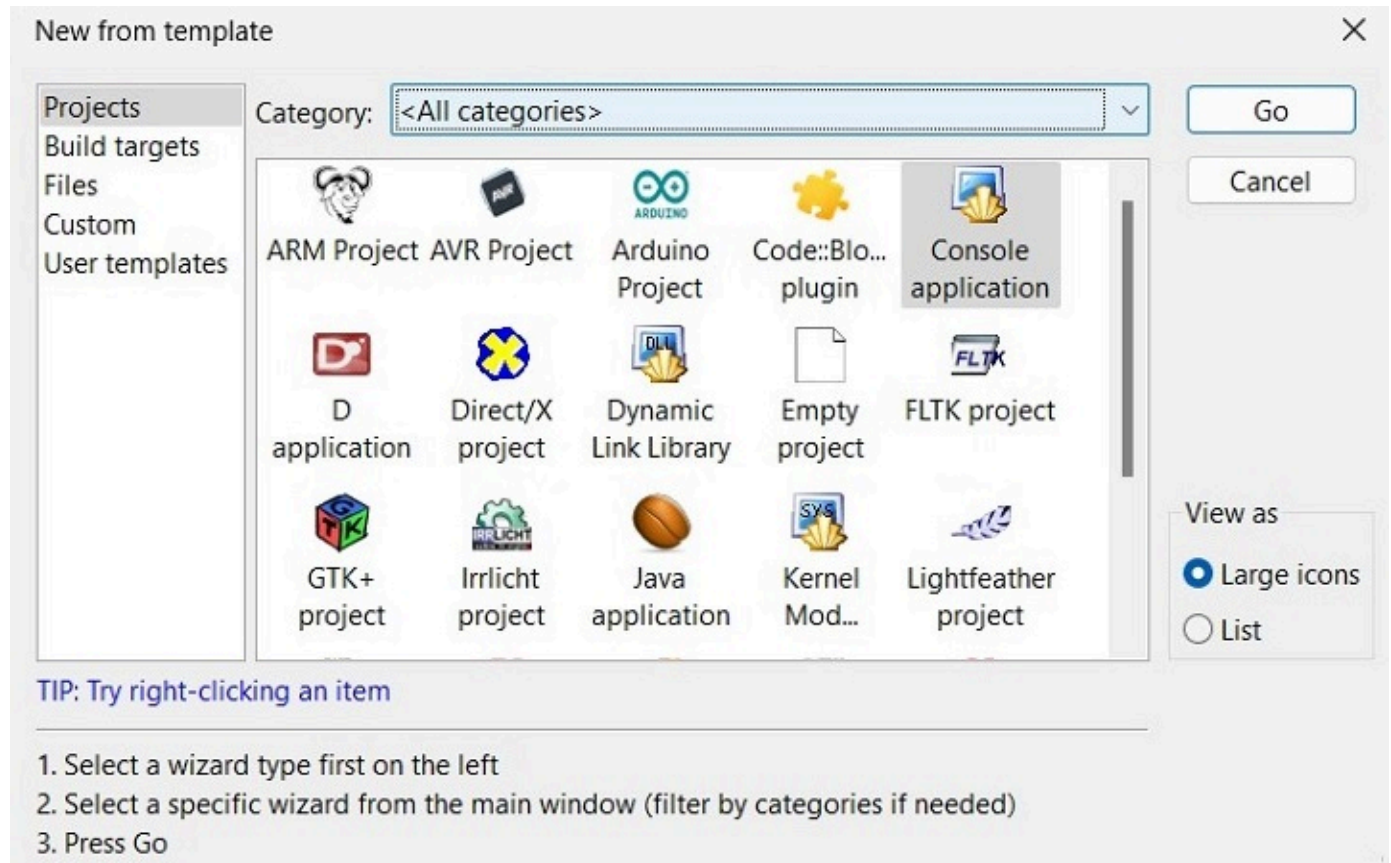 New from template
Projects
Build targets
Files
Custom
User templates
Category: <All categories>
Go
Cancel
AVR
ARDUINO
ARM Project AVR Project Arduino Project Code::Blo... plugin Console application
DLL
FLTK
D application Direct/X project Dynamic Link Library Empty project FLTK project
GTK
IRRLICHT
SYS
GTK+ project Irrlicht project Java application Kernel Mod... Lightfeather project
View as
Large icons
List
TIP: Try right-clicking an item
1. Select a wizard type first on the left
2. Select a specific wizard from the main window (filter by categories if needed)
3. Press Go